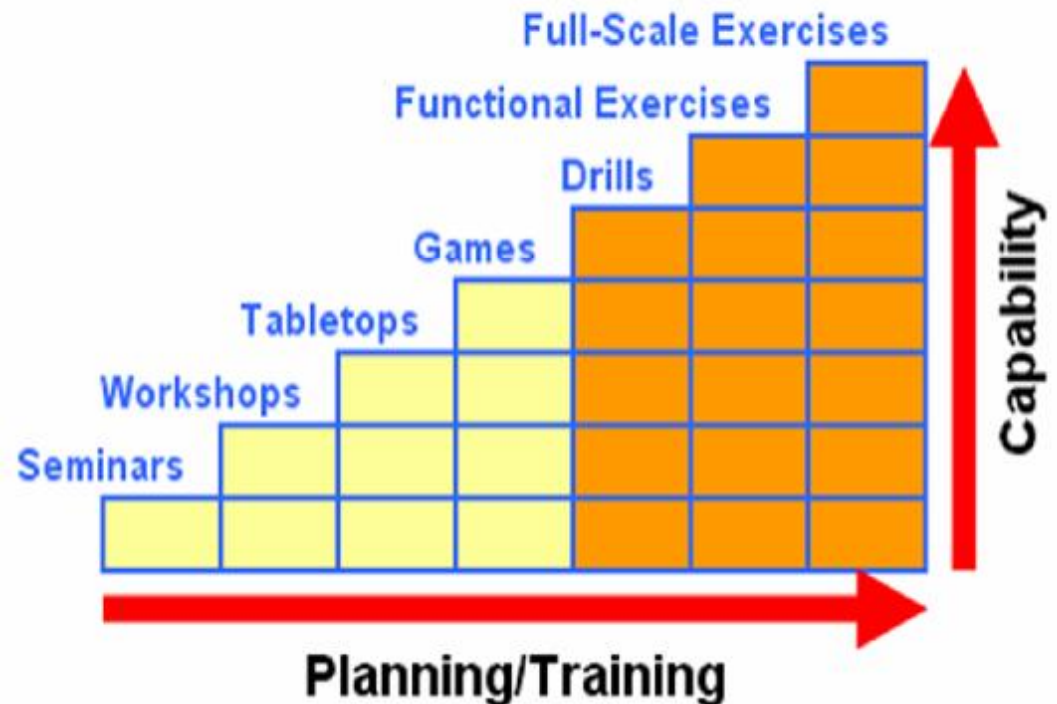 Full-Scale Exercises
Functional Exercises
Drills
Games
Tabletops
Workshops
Seminars
Capability
Planning/Training